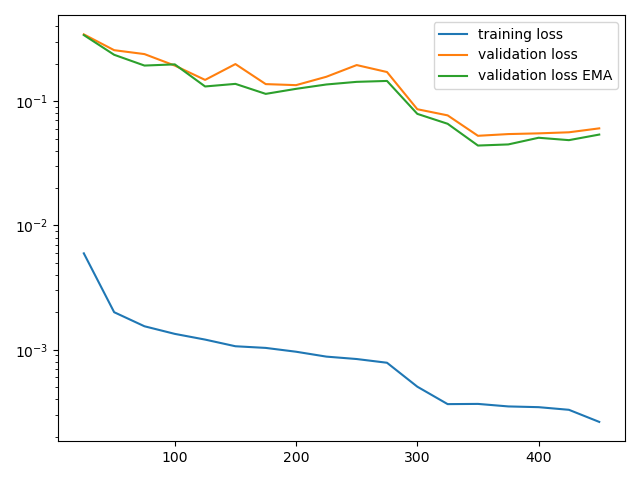 training loss
validation loss
validation loss EMA
10⁻¹
10⁻²
10⁻³
100 200 300 400